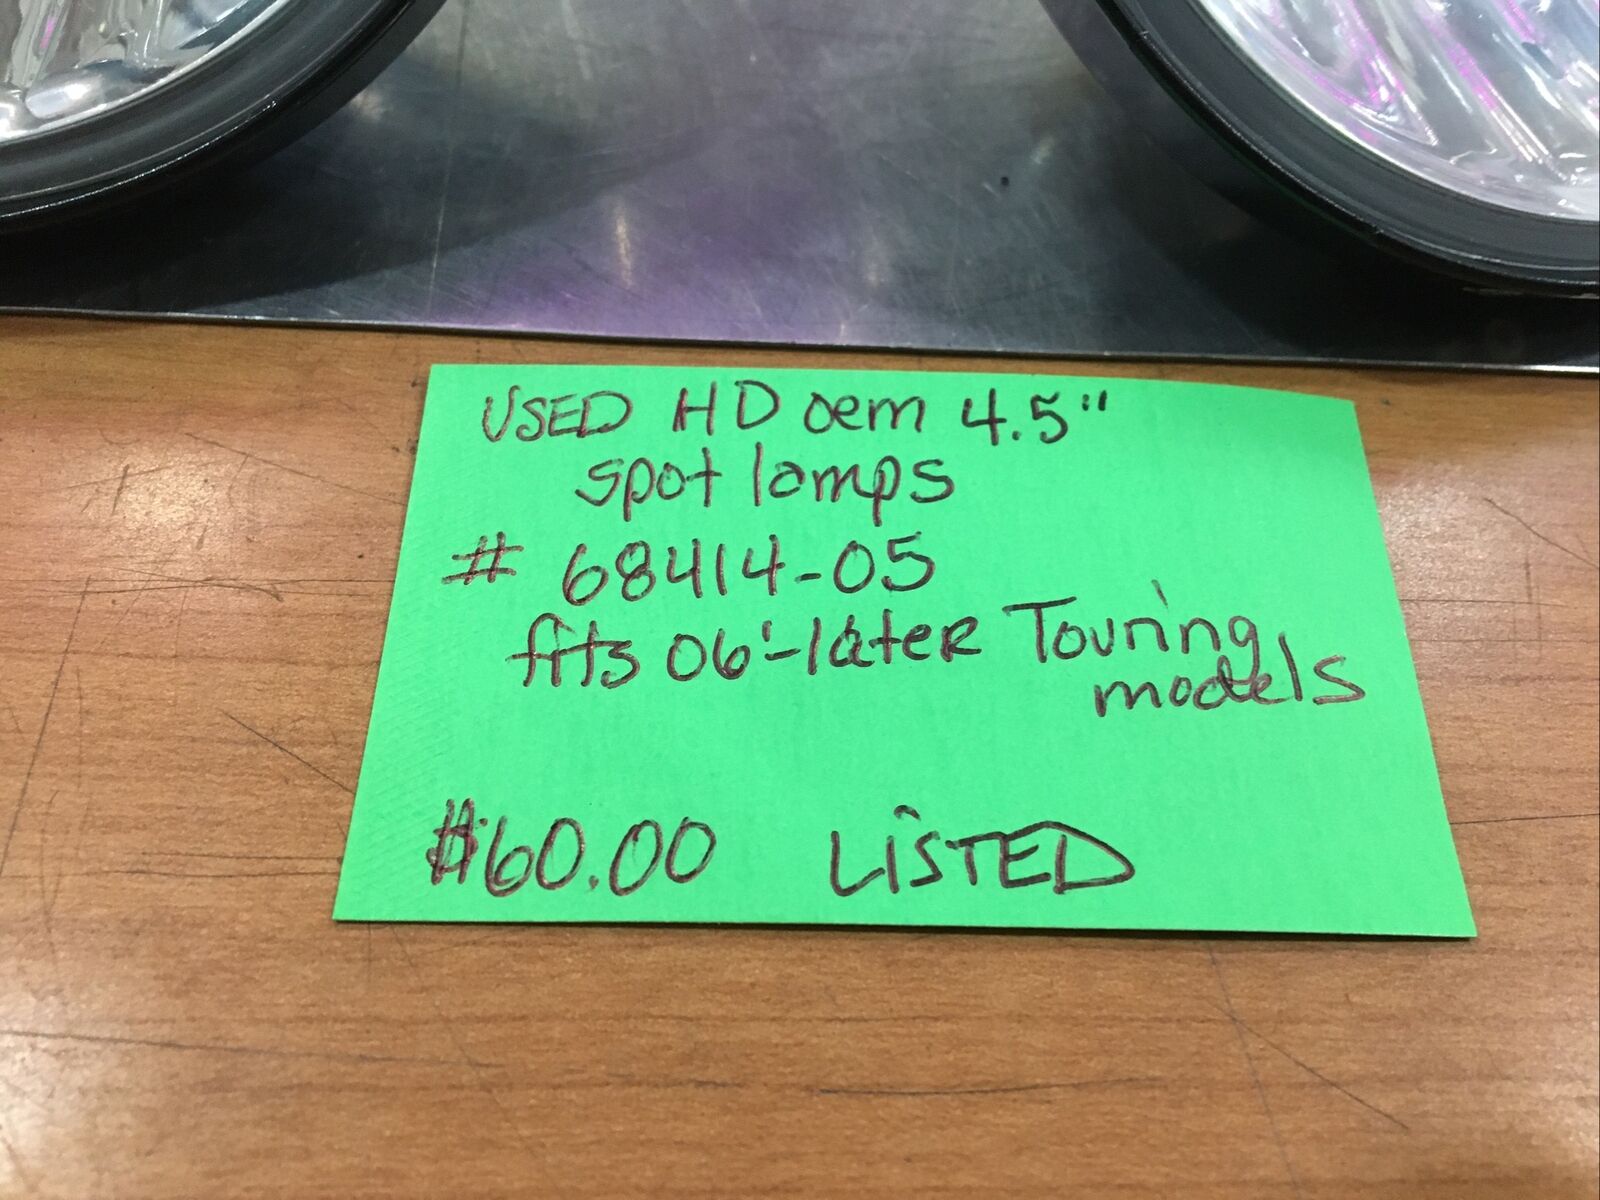 USED HD oem 4.5"
spot lamps
# 68414-05
fits 06'-later Touring
models
$60.00 LiSTED